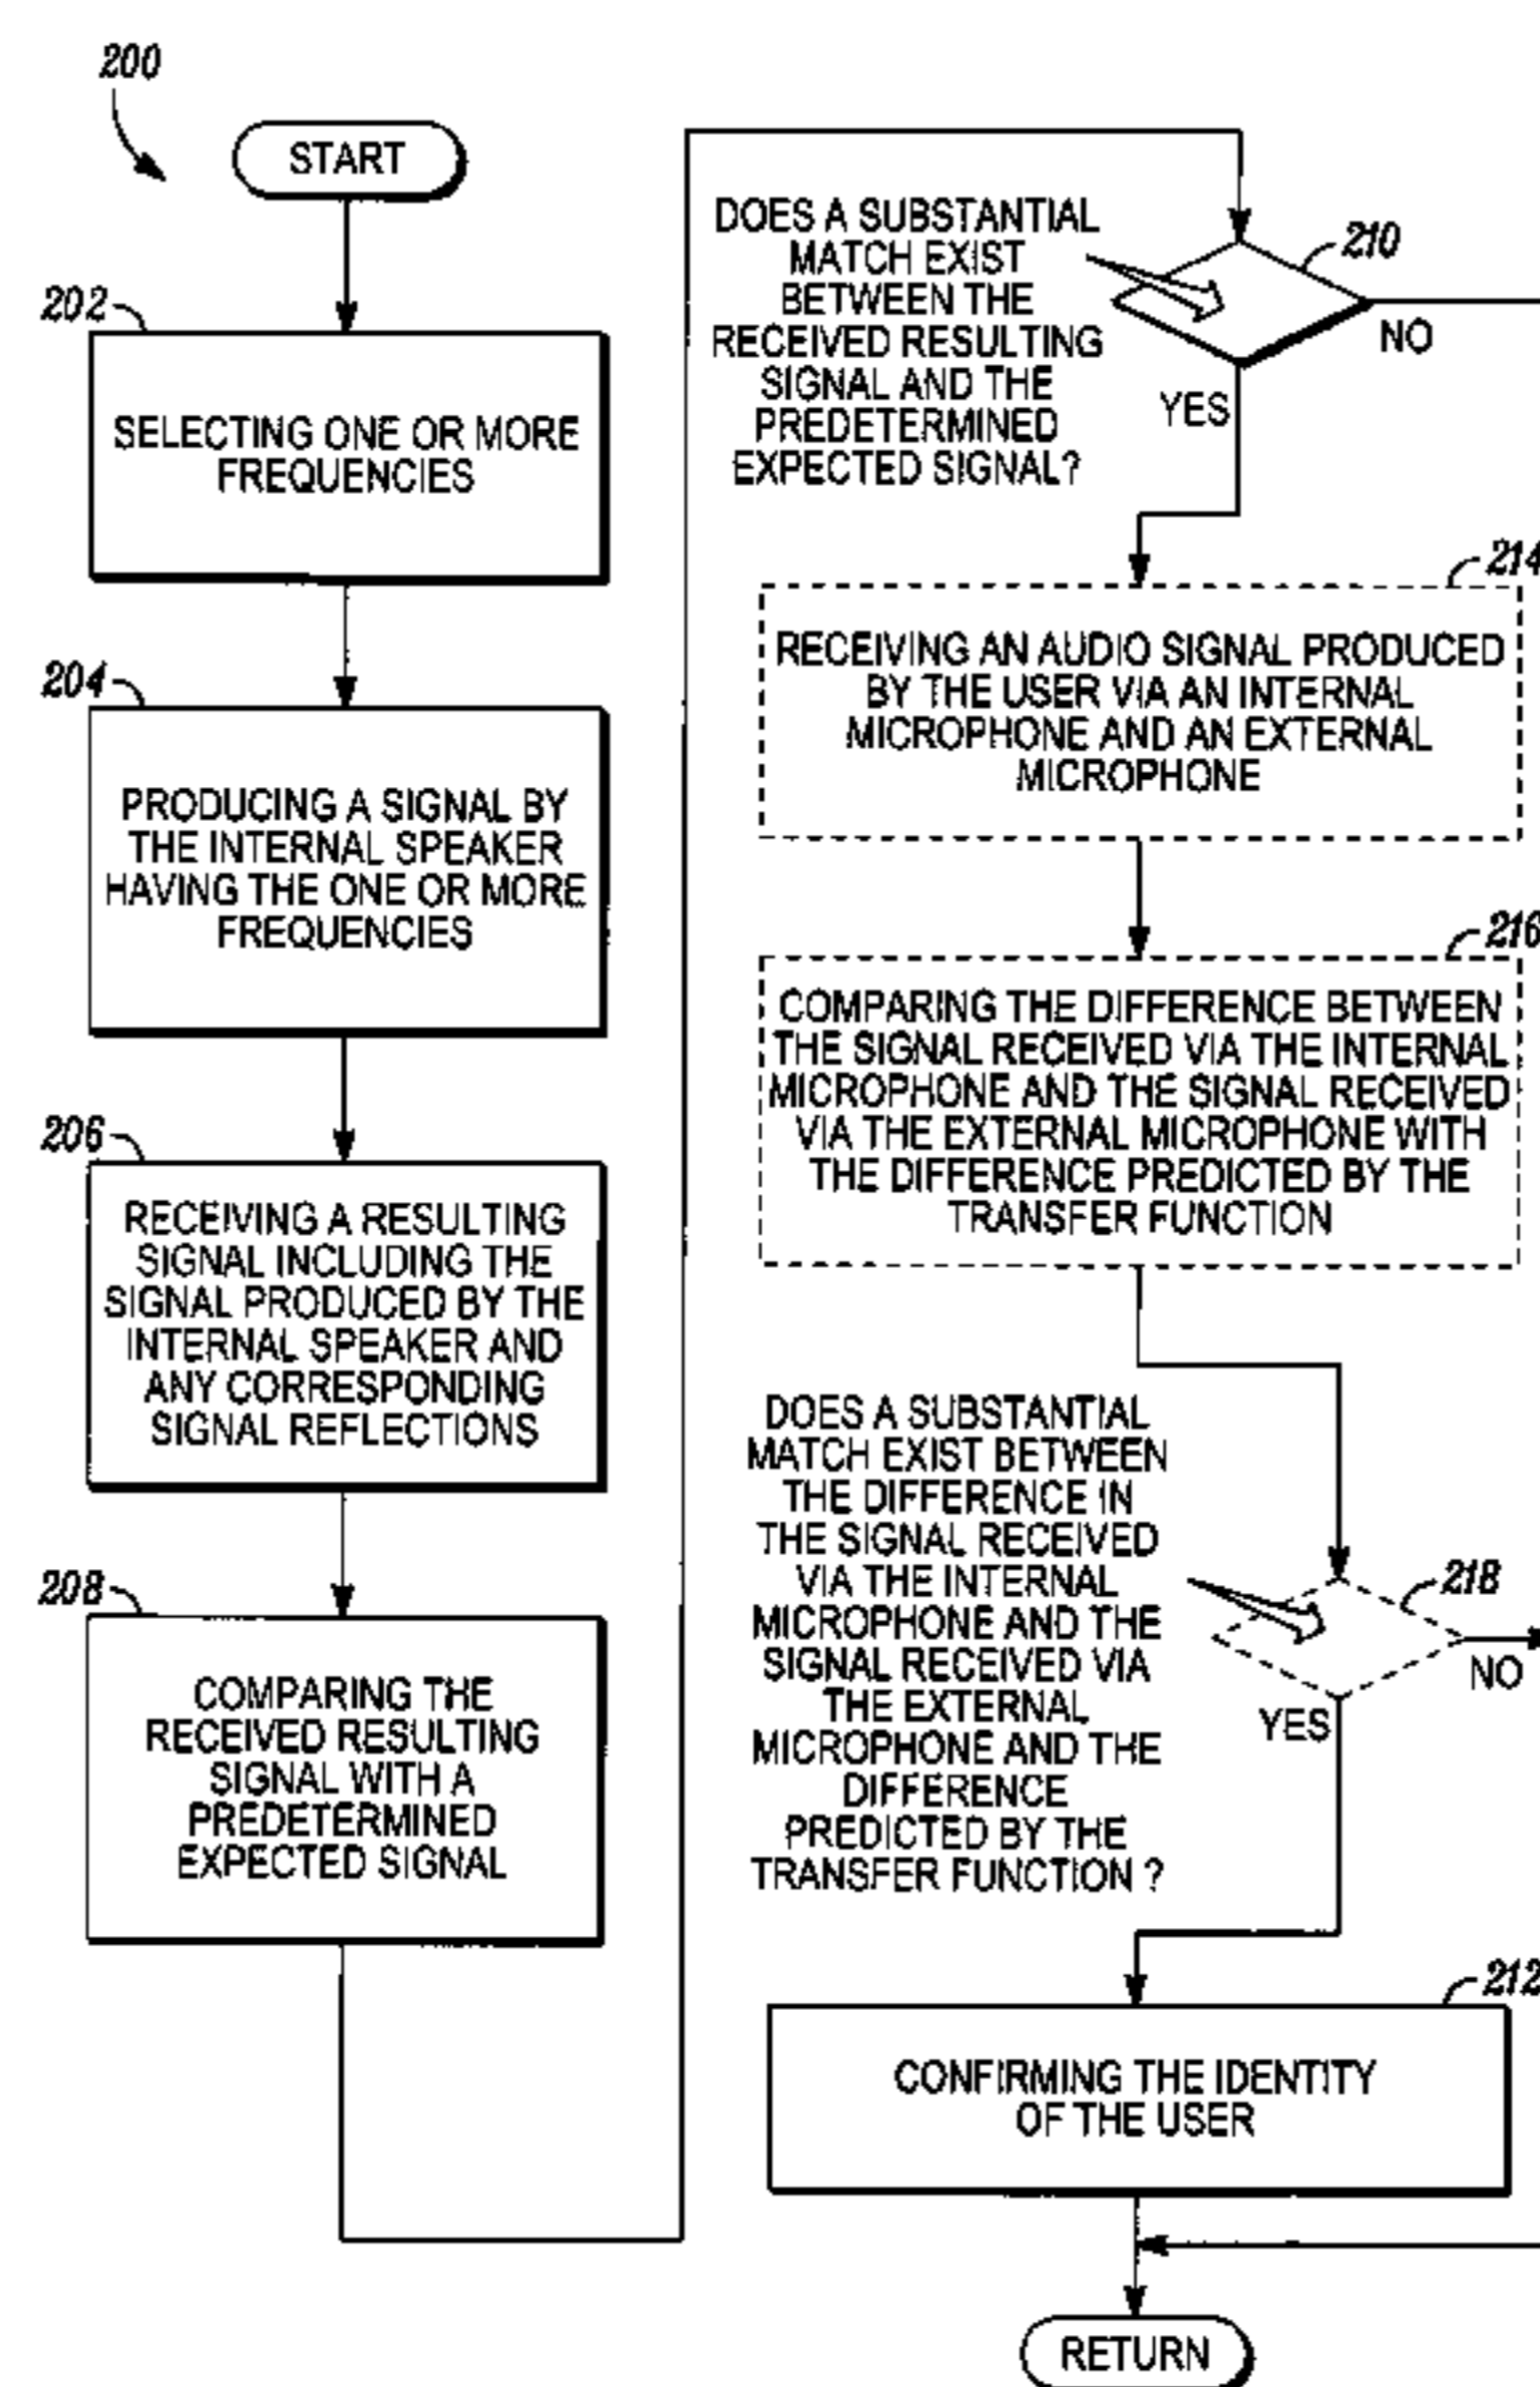 200
START
202
SELECTING ONE OR MORE
FREQUENCIES
204
PRODUCING A SIGNAL BY
THE INTERNAL SPEAKER
HAVING THE ONE OR MORE
FREQUENCIES
206
RECEIVING A RESULTING
SIGNAL INCLUDING THE
SIGNAL PRODUCED BY THE
INTERNAL SPEAKER AND
ANY CORRESPONDING
SIGNAL REFLECTIONS
208
COMPARING THE
RECEIVED RESULTING
SIGNAL WITH A
PREDETERMINED
EXPECTED SIGNAL
DOES A SUBSTANTIAL
MATCH EXIST
BETWEEN THE
RECEIVED RESULTING
SIGNAL AND THE
PREDETERMINED
EXPECTED SIGNAL?
210
NO
YES
214
RECEIVING AN AUDIO SIGNAL PRODUCED
BY THE USER VIA AN INTERNAL
MICROPHONE AND AN EXTERNAL
MICROPHONE
216
COMPARING THE DIFFERENCE BETWEEN
THE SIGNAL RECEIVED VIA THE INTERNAL
MICROPHONE AND THE SIGNAL RECEIVED
VIA THE EXTERNAL MICROPHONE WITH
THE DIFFERENCE PREDICTED BY THE
TRANSFER FUNCTION
DOES A SUBSTANTIAL
MATCH EXIST BETWEEN
THE DIFFERENCE IN
THE SIGNAL RECEIVED
VIA THE INTERNAL
MICROPHONE AND THE
SIGNAL RECEIVED VIA
THE EXTERNAL
MICROPHONE AND THE
DIFFERENCE
PREDICTED BY THE
TRANSFER FUNCTION ?
218
NO
YES
212
CONFIRMING THE IDENTITY
OF THE USER
RETURN